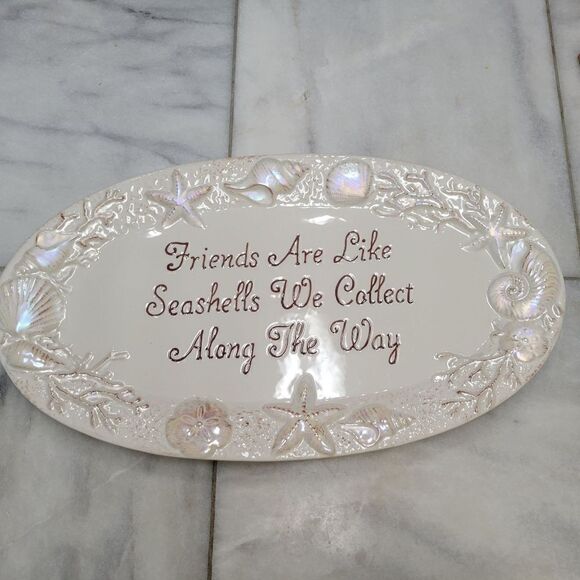 Friends Are Like
Seashells We Collect
Along The Way